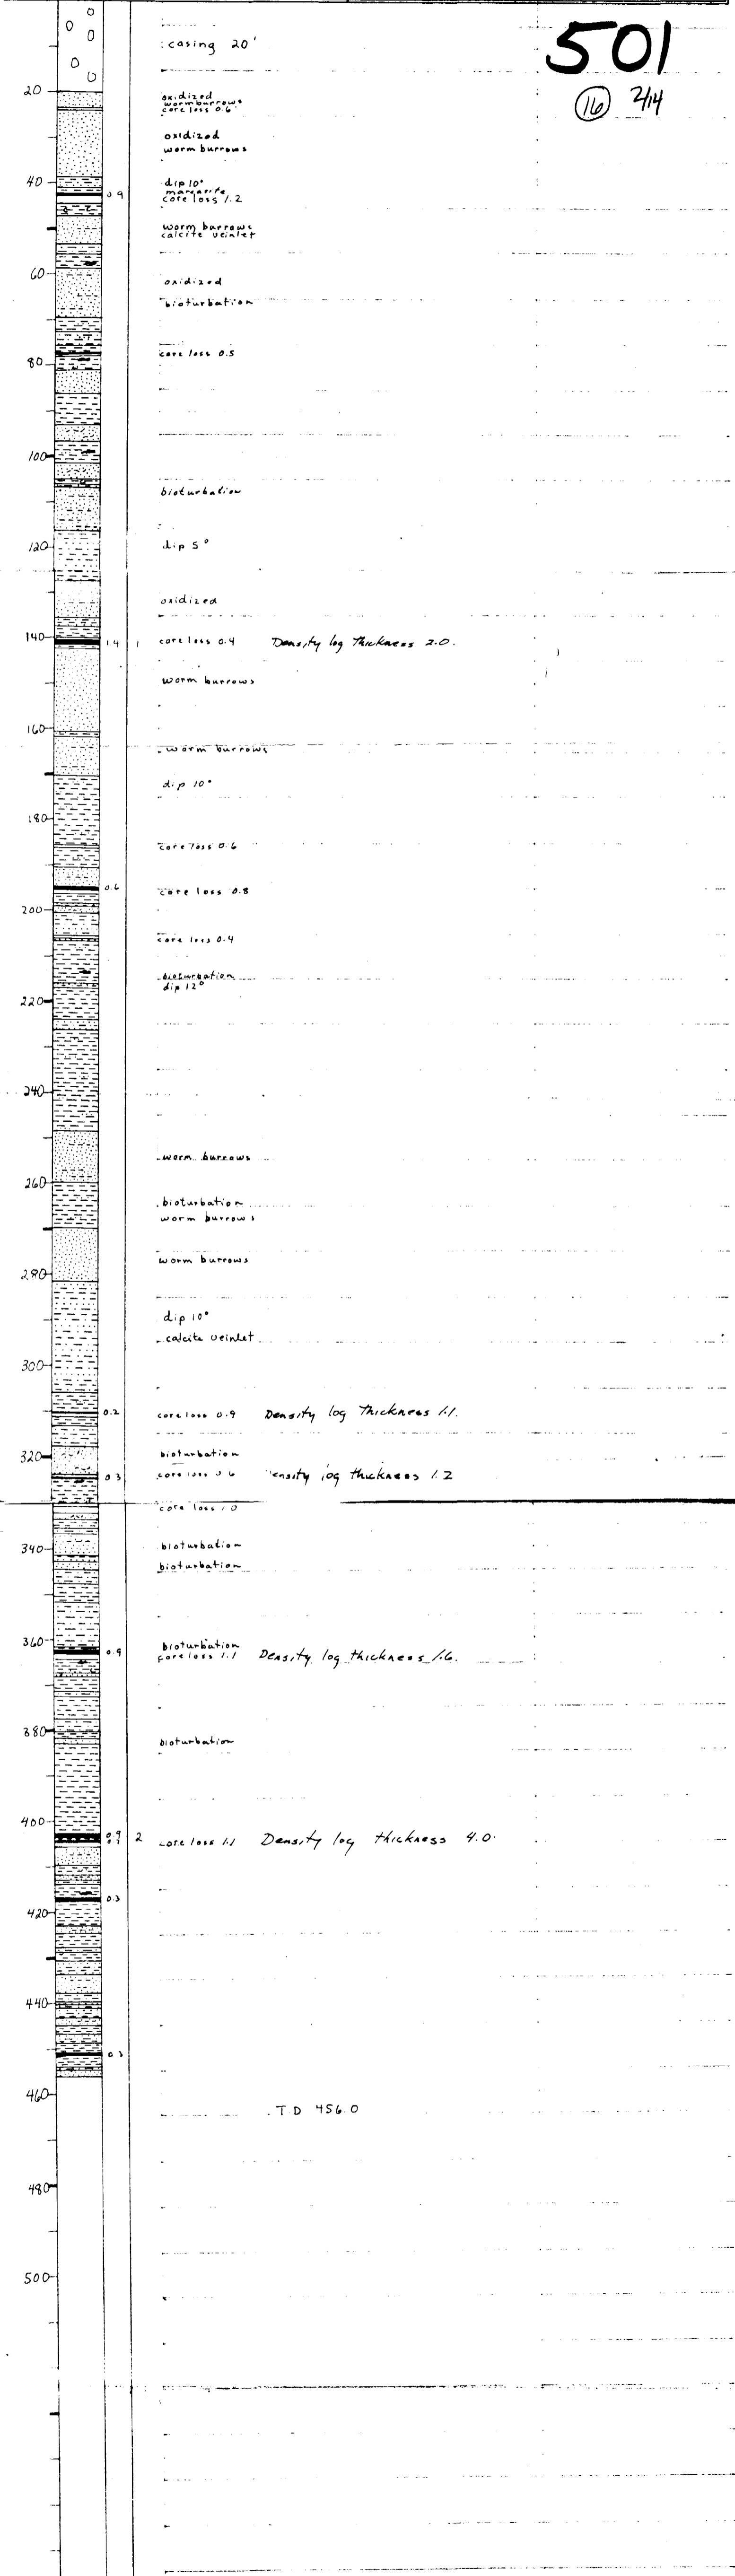 casing 20'
501
16 2/14
20
oxidized
worm burrows
core loss 0.6
oxidized
worm burrows
40
dip 10°
0.9
core loss 1.2
worm burrows
calcite veinlet
60
oxidized
bioturbation
80
core loss 0.5
100
bioturbation
120
dip 5°
oxidized
140
1.4 1 core loss 0.4 Density log Thickness 2.0.
worm burrows
160
worm burrows
dip 10°
180
core loss 0.6
0.6 core loss 0.8
200
core loss 0.4
bioturbation
dip 12°
220
240
worm burrows
260
bioturbation
worm burrows
worm burrows
280
dip 10°
calcite veinlet
300
0.2 core loss 0.9 Density log Thickness 1.1.
320
bioturbation
0.3 core loss 0.6 ensity log thickness 1.2
core loss 1.0
340
bioturbation
bioturbation
360
bioturbation
0.9 core loss 1.1 Density log thickness 1.6.
380
bioturbation
400
0.9 2 core loss 1.1 Density log thickness 4.0.
0.3
420
440
0.3
460
T.D 456.0
480
500